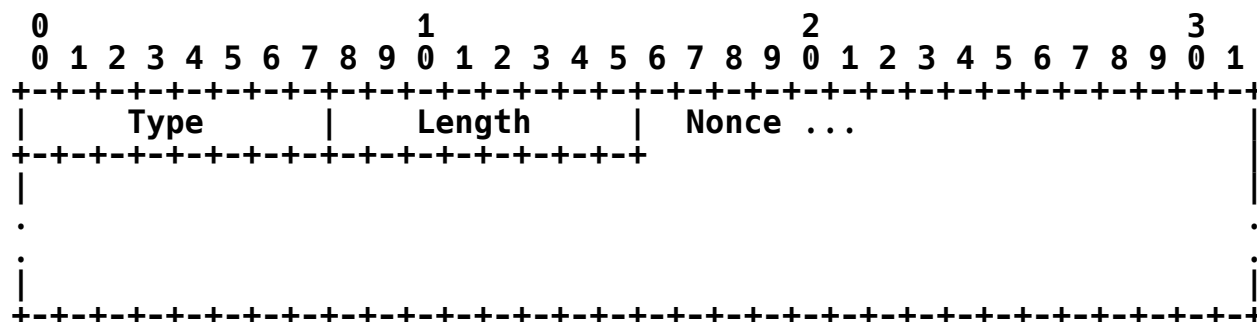 0                   1                   2                   3
 0 1 2 3 4 5 6 7 8 9 0 1 2 3 4 5 6 7 8 9 0 1 2 3 4 5 6 7 8 9 0 1
+-+-+-+-+-+-+-+-+-+-+-+-+-+-+-+-+-+-+-+-+-+-+-+-+-+-+-+-+-+-+-+-+
|     Type      |    Length     |  Nonce ...                    |
+-+-+-+-+-+-+-+-+-+-+-+-+-+-+-+-+                               |
|                                                               |
.                                                               .
.                                                               .
|                                                               |
+-+-+-+-+-+-+-+-+-+-+-+-+-+-+-+-+-+-+-+-+-+-+-+-+-+-+-+-+-+-+-+-+